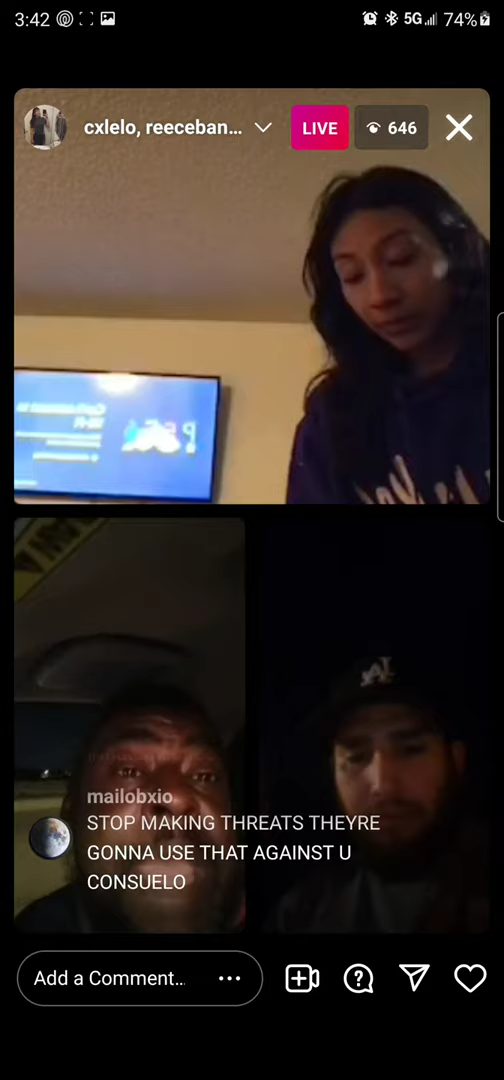 3:42 5G 74%
cxlelo, reeceban... LIVE 646
mailobxio
STOP MAKING THREATS THEYRE
GONNA USE THAT AGAINST U
CONSUELO
Add a Comment...